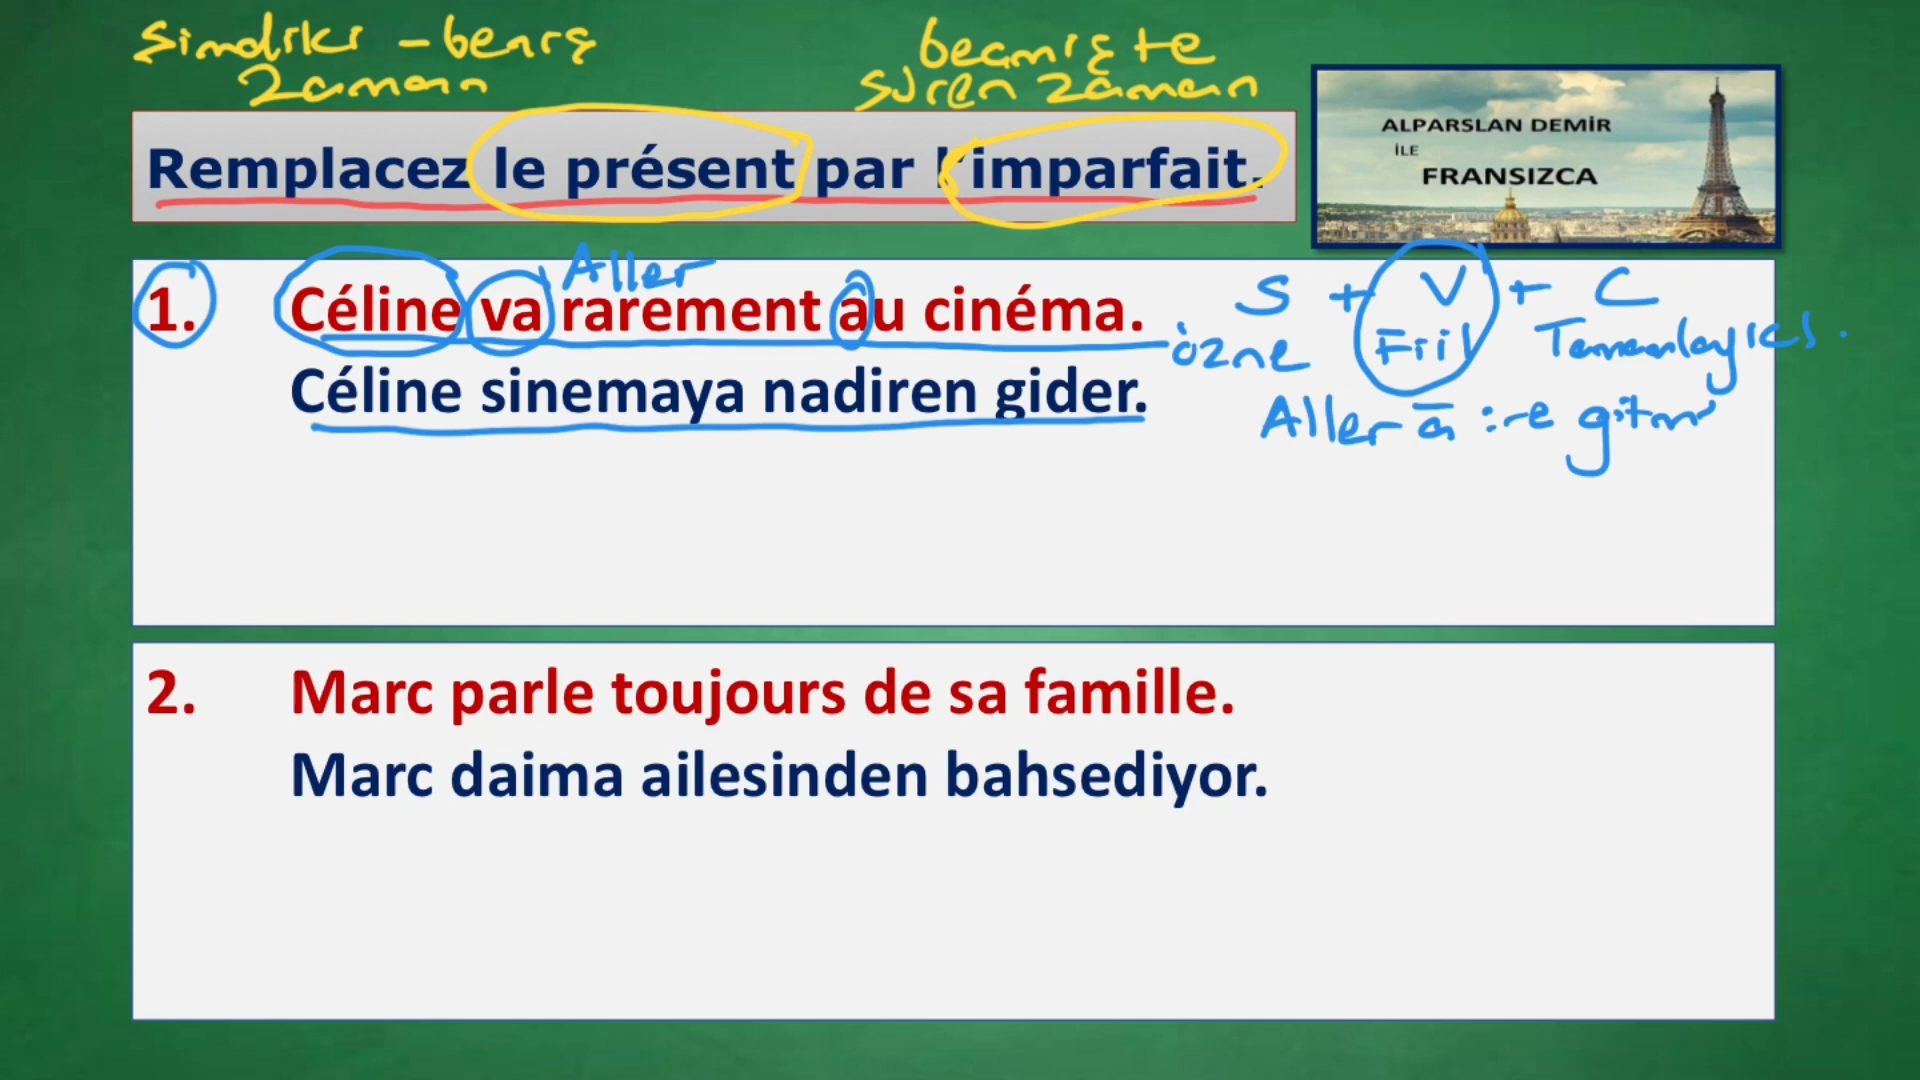 şimdiki - geniş
zaman
geçmişte
süren zaman
Remplacez le présent par l'imparfait.
ALPARSLAN DEMİR
İLE
FRANSIZCA
Aller
1. Céline va rarement au cinéma.
Céline sinemaya nadiren gider.
S + V + C
özne Fiil Tamamlayıcı.
Aller à :-e gitm
2. Marc parle toujours de sa famille.
Marc daima ailesinden bahsediyor.